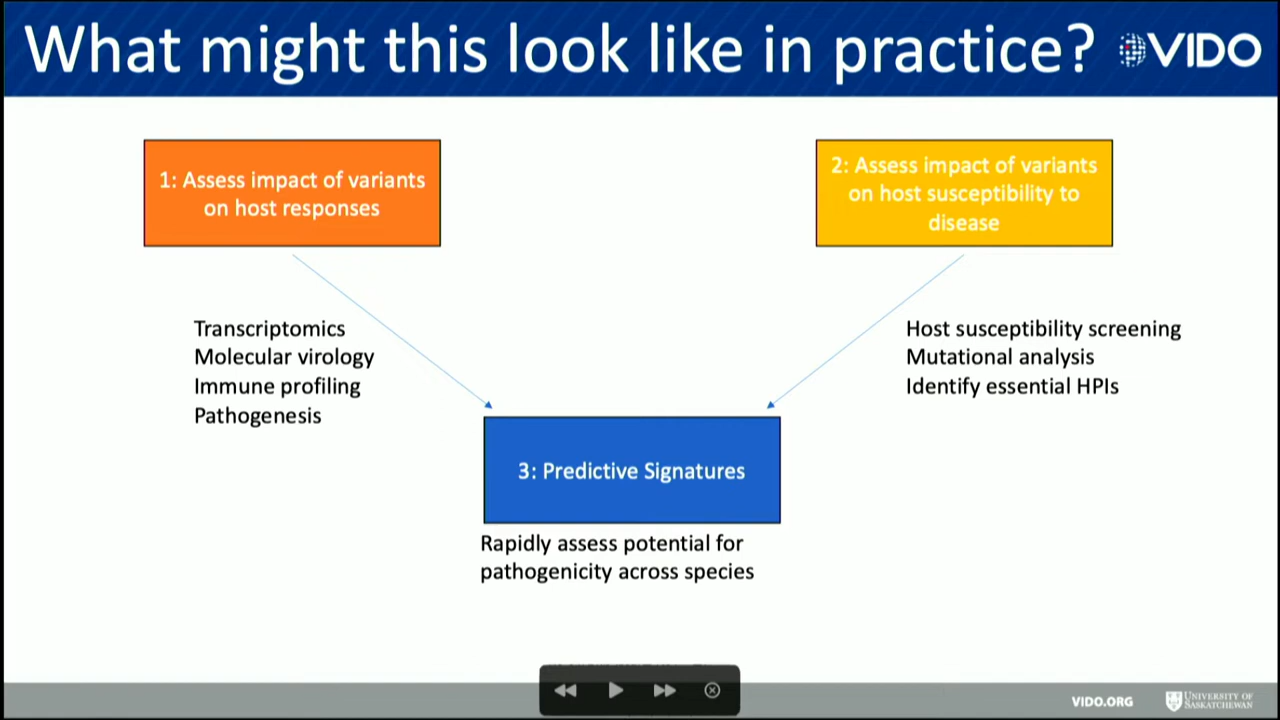 What might this look like in practice?
VIDO
1: Assess impact of variants
on host responses
2: Assess impact of variants
on host susceptibility to
disease
Transcriptomics
Molecular virology
Immune profiling
Pathogenesis
Host susceptibility screening
Mutational analysis
Identify essential HPIs
3: Predictive Signatures
Rapidly assess potential for
pathogenicity across species
VIDO.ORG
UNIVERSITY OF
SASKATCHEWAN